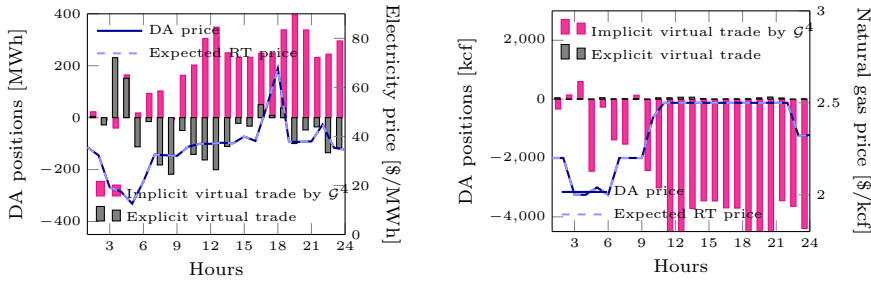 400
200
0
−200
−400
DA positions [MWh]
DA price
Expected RT price
Implicit virtual trade by 𝒢⁴
Explicit virtual trade
80
60
40
20
0
Electricity price [$/MWh]
3 6 9 12 15 18 21 24
Hours
2,000
0
−2,000
−4,000
DA positions [kcf]
Implicit virtual trade by 𝒢⁴
Explicit virtual trade
DA price
Expected RT price
3
2.5
2
Natural gas price [$/kcf]
3 6 9 12 15 18 21 24
Hours